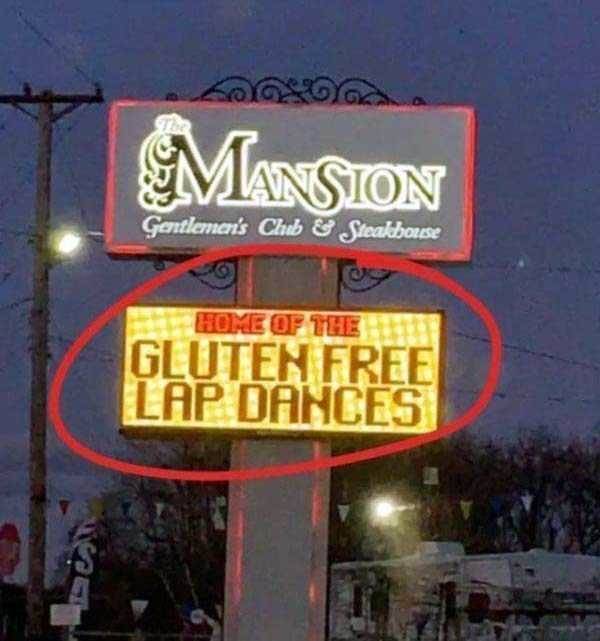 The
MANSION
Gentlemen's Club & Steakhouse
HOME OF THE
GLUTEN FREE
LAP DANCES